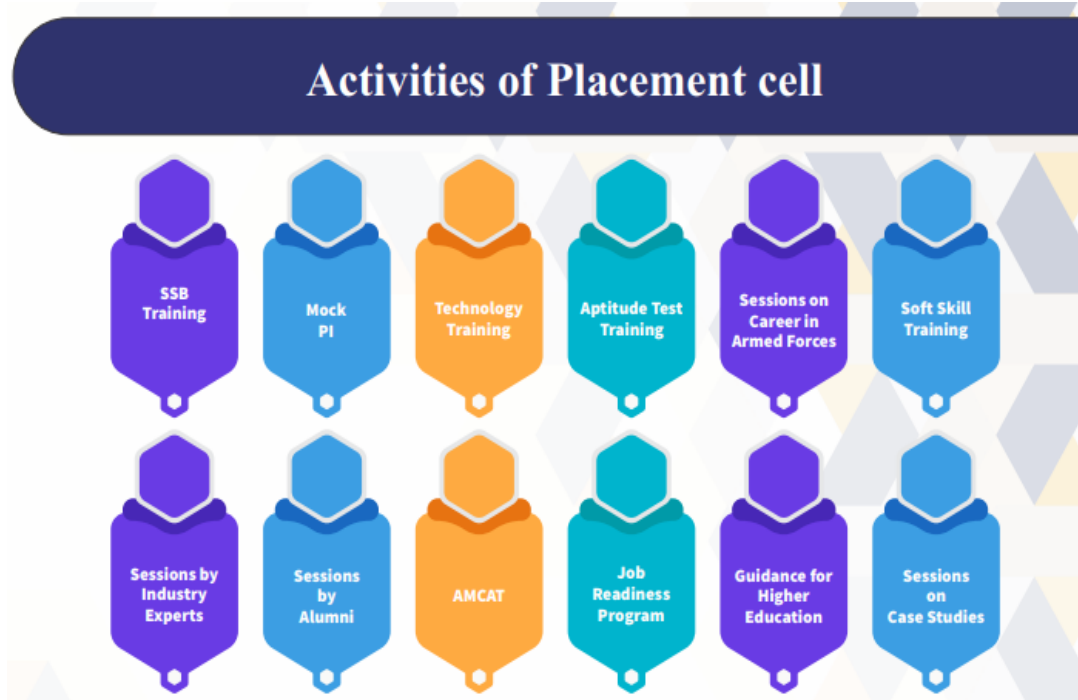 Activities of Placement cell
SSB
Training
Mock
PI
Technology
Training
Aptitude Test
Training
Sessions on
Career in
Armed Forces
Soft Skill
Training
Sessions by
Industry
Experts
Sessions
by
Alumni
AMCAT
Job
Readiness
Program
Guidance for
Higher
Education
Sessions
on
Case Studies